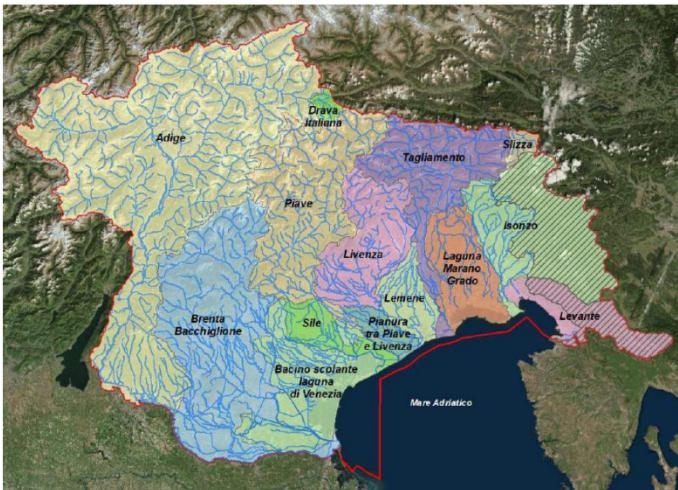 Drava
Italiana
Adige
Slizza
Tagliamento
Piave
Isonzo
Livenza
Laguna
Marano
Grado
Lemene
Levante
Brenta
Bacchiglione
Sile
Pianura
tra Piave
e Livenza
Bacino scolante
laguna
di Venezia
Mare Adriatico